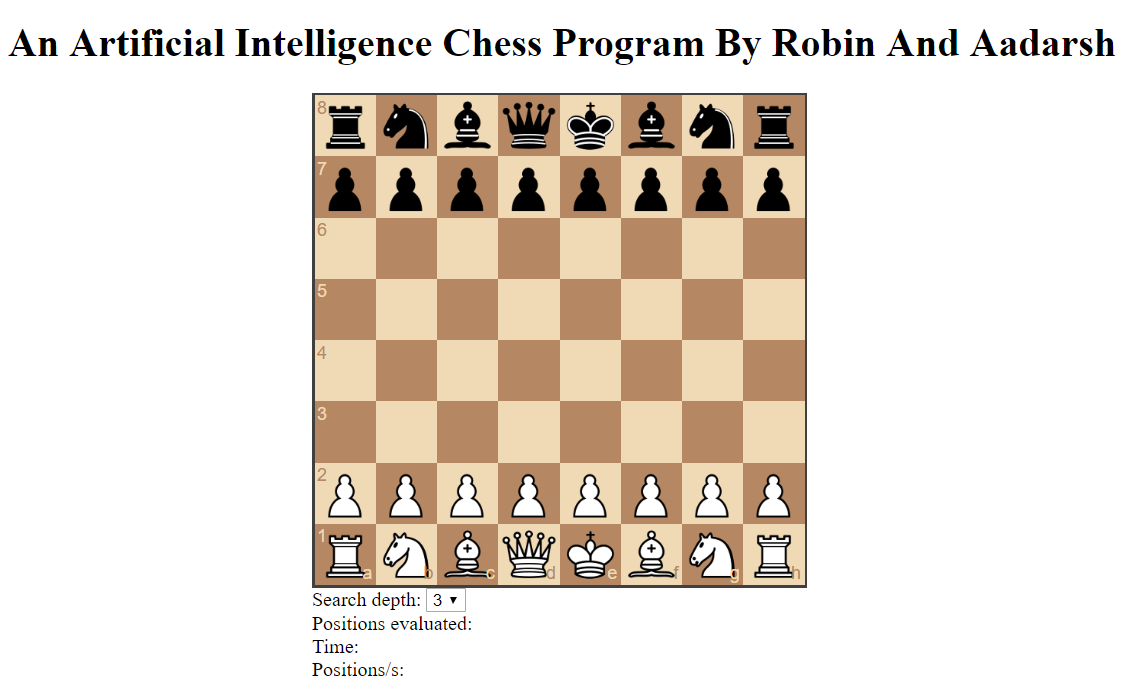 An Artificial Intelligence Chess Program By Robin And Aadarsh
8
7
6
5
4
3
2
1
a b c d e f g h
Search depth: 3
Positions evaluated:
Time:
Positions/s: